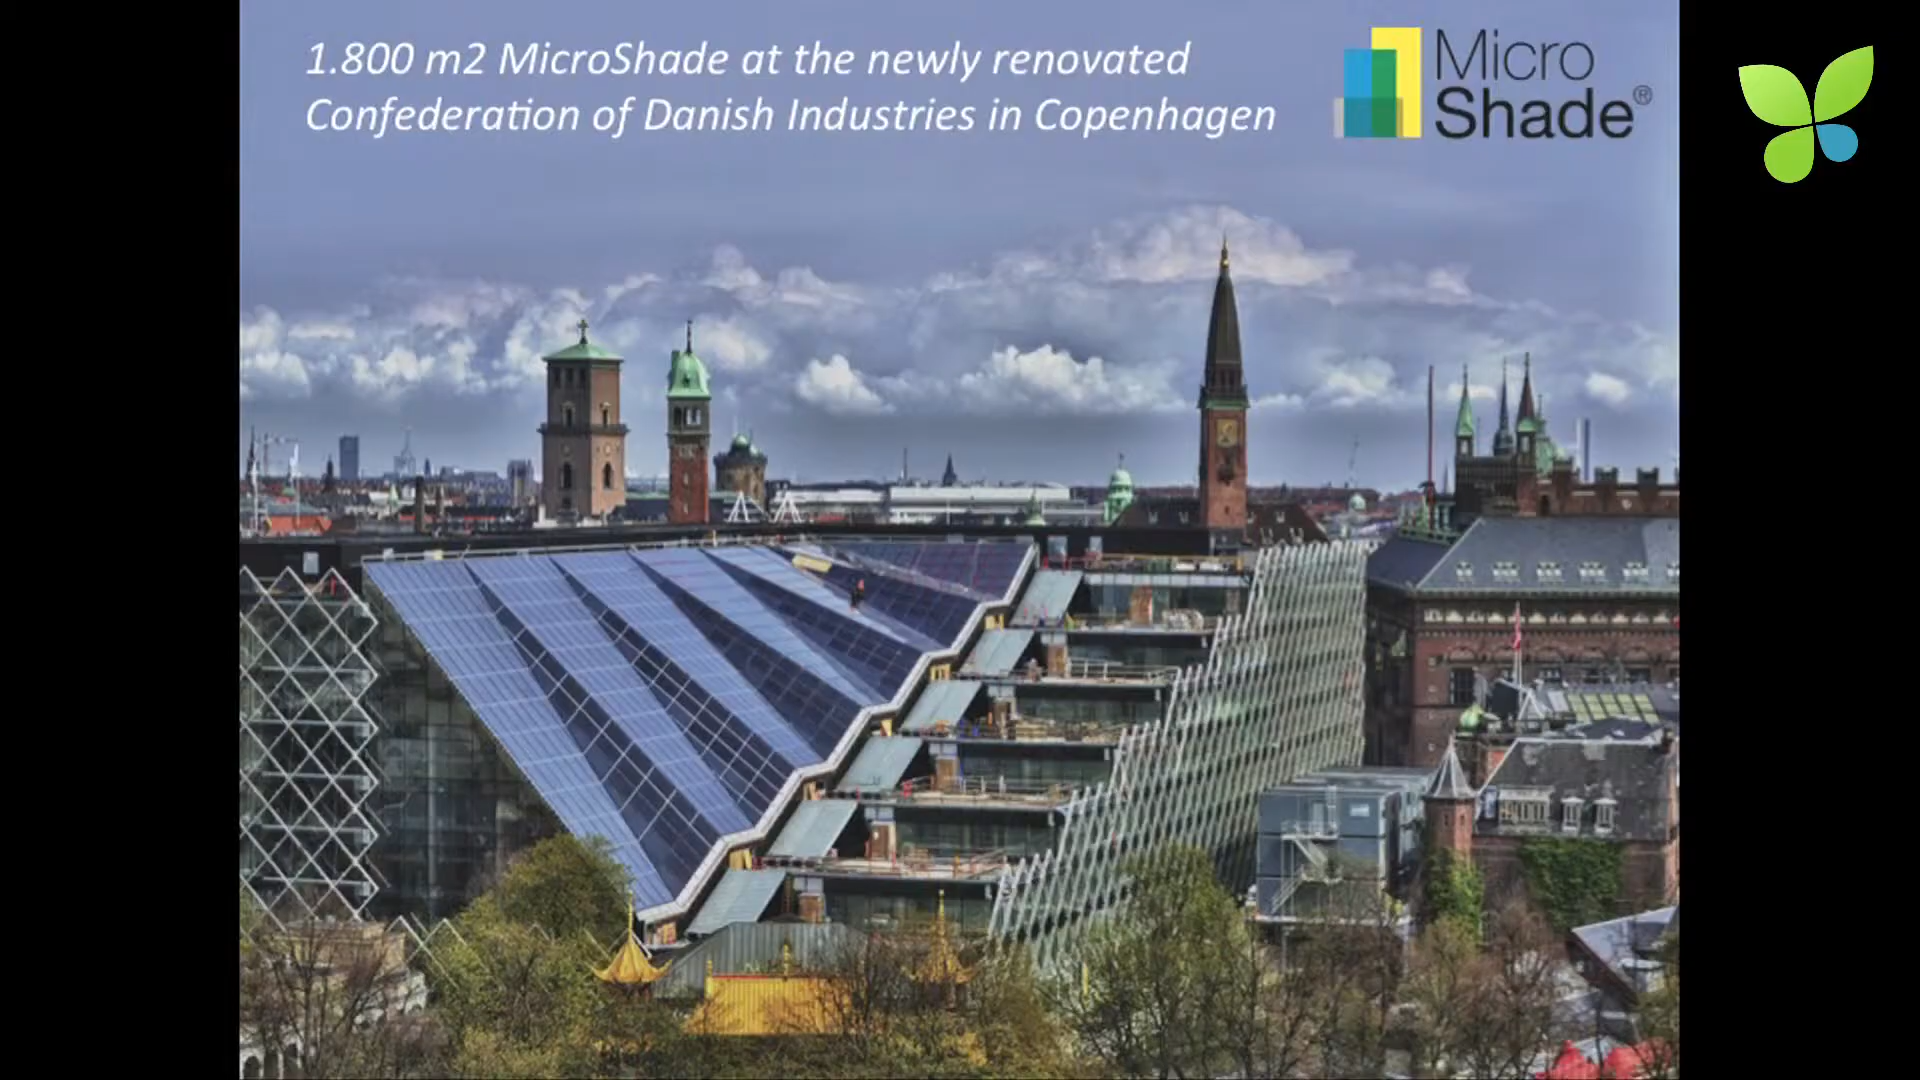 1.800 m2 MicroShade at the newly renovated
Confederation of Danish Industries in Copenhagen
Micro
Shade®